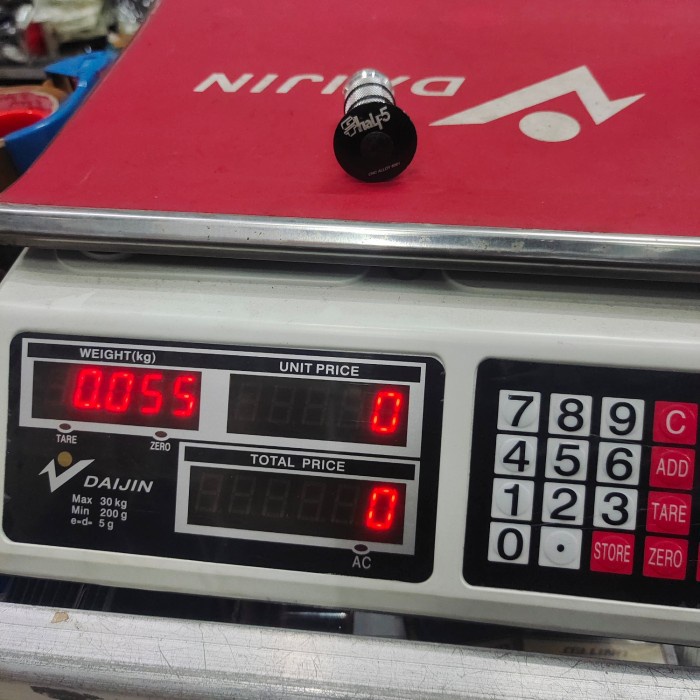 DAIJIN
half5
WEIGHT(kg)
0.055
UNIT PRICE
0
TARE
ZERO
TOTAL PRICE
0
AC
DAIJIN
Max 30 kg
Min 200 g
e=d= 5 g
7 8 9 C
4 5 6 ADD
1 2 3 TARE
0 . STORE ZERO